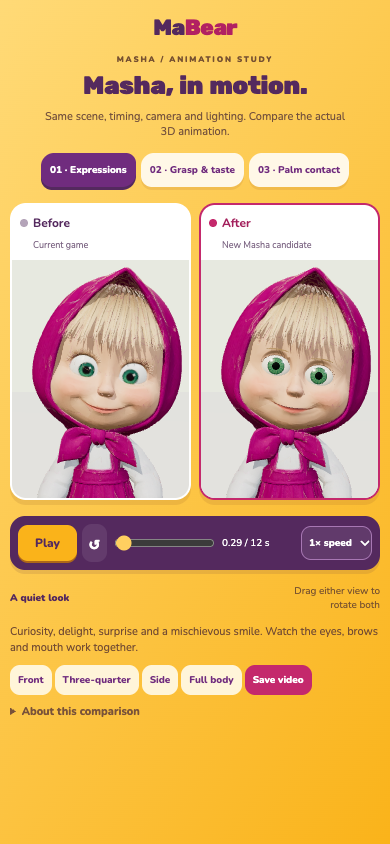 MaBear
MASHA / ANIMATION STUDY
Masha, in motion.
Same scene, timing, camera and lighting. Compare the actual
3D animation.
01 · Expressions
02 · Grasp & taste
03 · Palm contact
Before
Current game
After
New Masha candidate
Play
0.29 / 12 s
1× speed
A quiet look
Drag either view to
rotate both
Curiosity, delight, surprise and a mischievous smile. Watch the eyes, brows
and mouth work together.
Front
Three-quarter
Side
Full body
Save video
About this comparison